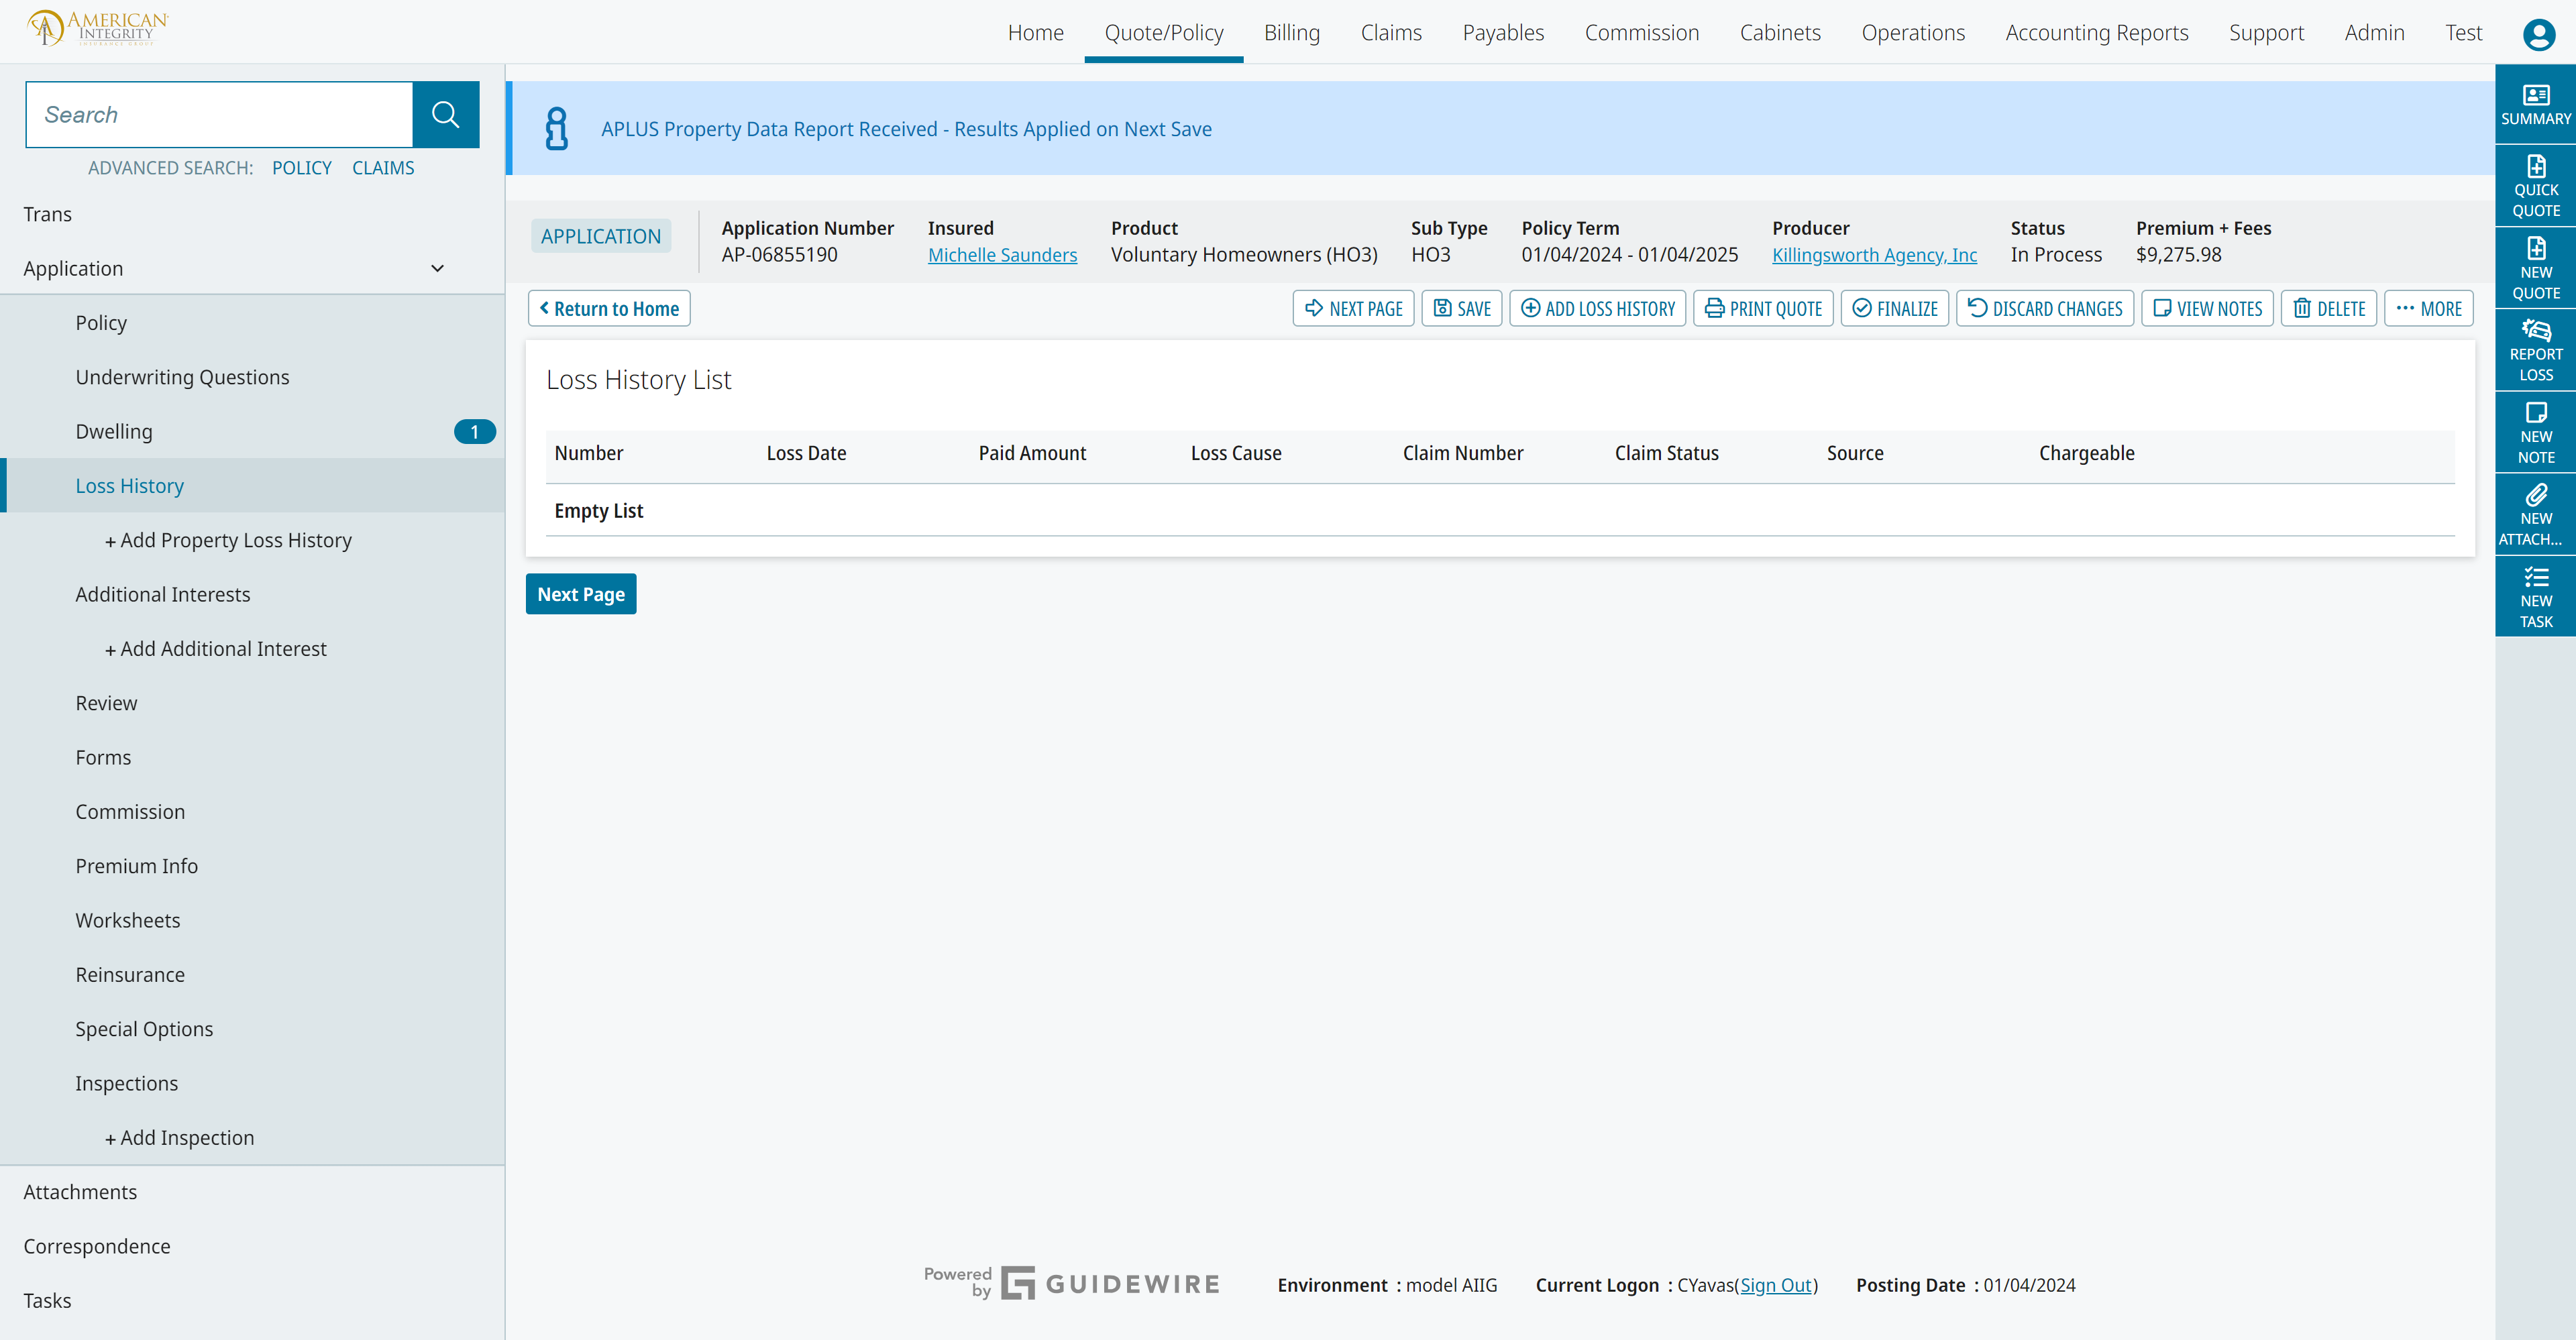 AMERICAN
INTEGRITY
INSURANCE GROUP
Home Quote/Policy Billing Claims Payables Commission Cabinets Operations Accounting Reports Support Admin Test
Search
ADVANCED SEARCH: POLICY CLAIMS
Trans
Application
Policy
Underwriting Questions
Dwelling 1
Loss History
+ Add Property Loss History
Additional Interests
+ Add Additional Interest
Review
Forms
Commission
Premium Info
Worksheets
Reinsurance
Special Options
Inspections
+ Add Inspection
Attachments
Correspondence
Tasks
APLUS Property Data Report Received - Results Applied on Next Save
APPLICATION
Application Number Insured Product Sub Type Policy Term Producer Status Premium + Fees
AP-06855190 Michelle Saunders Voluntary Homeowners (HO3) HO3 01/04/2024 - 01/04/2025 Killingsworth Agency, Inc In Process $9,275.98
Return to Home NEXT PAGE SAVE ADD LOSS HISTORY PRINT QUOTE FINALIZE DISCARD CHANGES VIEW NOTES DELETE ··· MORE
Loss History List
Number Loss Date Paid Amount Loss Cause Claim Number Claim Status Source Chargeable
Empty List
Next Page
SUMMARY
QUICK
QUOTE
NEW
QUOTE
REPORT
LOSS
NEW
NOTE
NEW
ATTACH...
NEW
TASK
Powered
by GUIDEWIRE
Environment : model AIIG Current Logon : CYavas(Sign Out) Posting Date : 01/04/2024